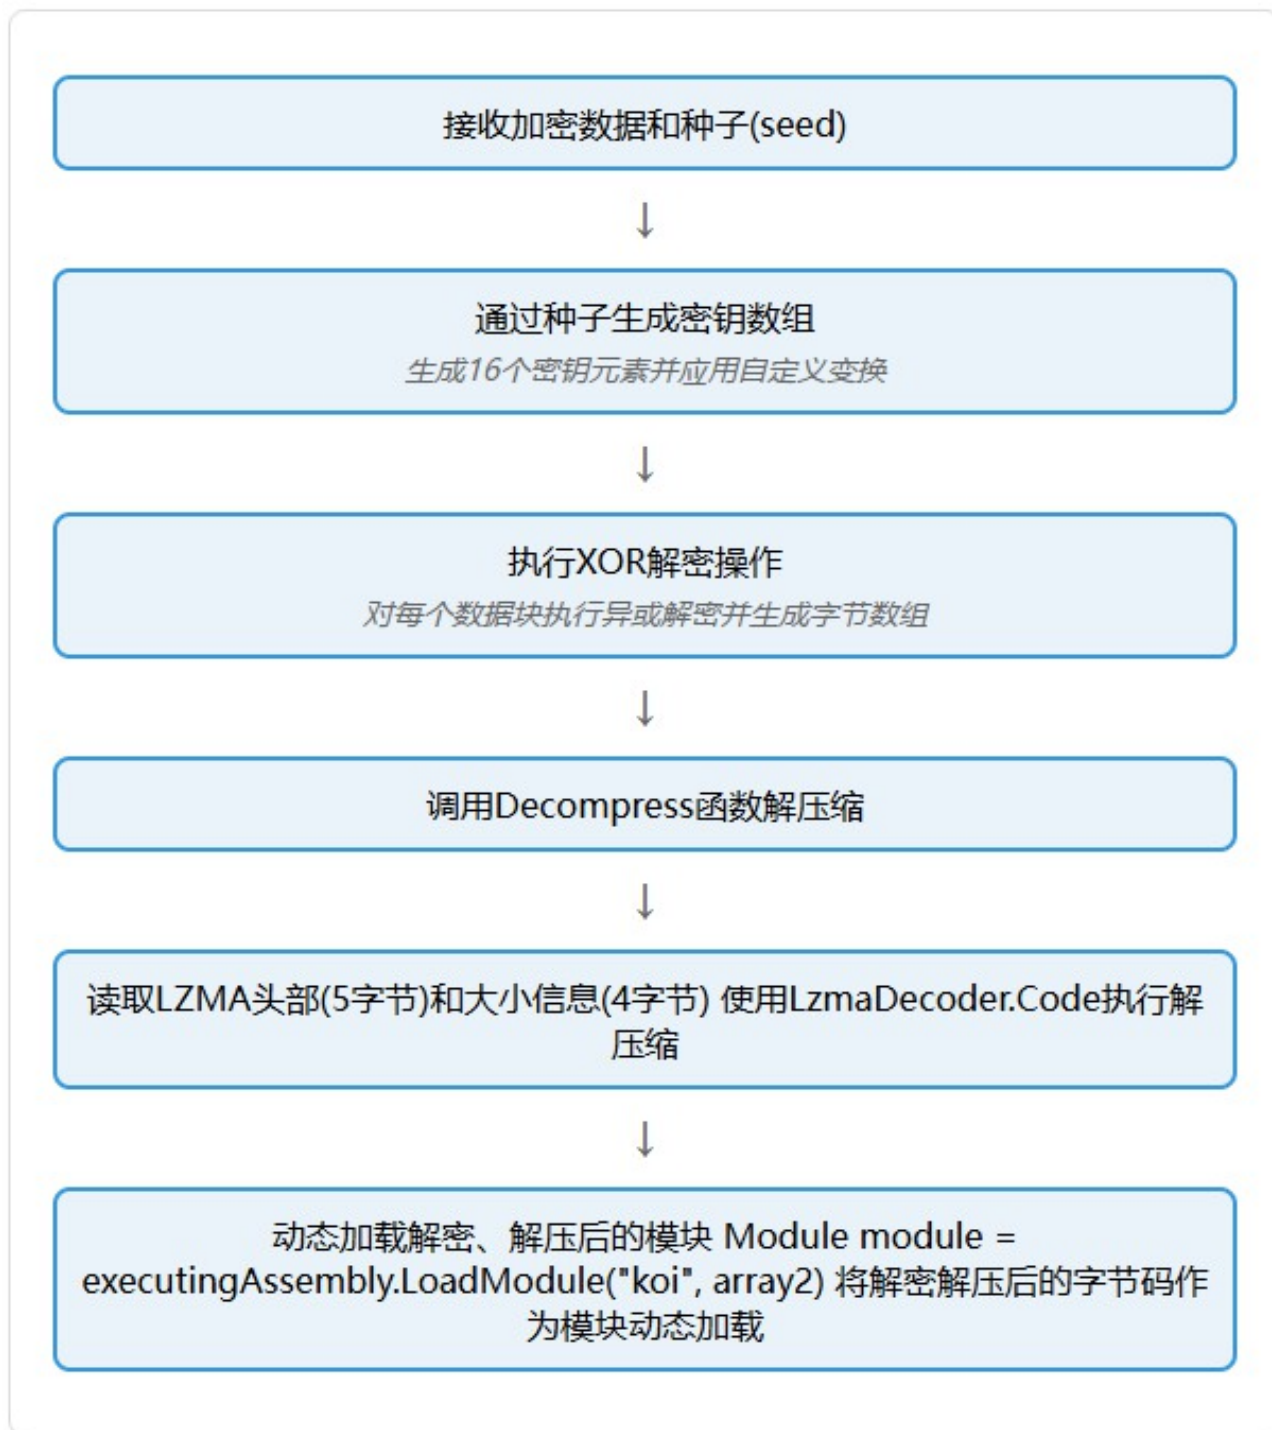 接收加密数据和种子(seed)
↓
通过种子生成密钥数组
生成16个密钥元素并应用自定义变换
↓
执行XOR解密操作
对每个数据块执行异或解密并生成字节数组
↓
调用Decompress函数解压缩
↓
读取LZMA头部(5字节)和大小信息(4字节) 使用LzmaDecoder.Code执行解
压缩
↓
动态加载解密、解压后的模块 Module module =
executingAssembly.LoadModule("koi", array2) 将解密解压后的字节码作
为模块动态加载